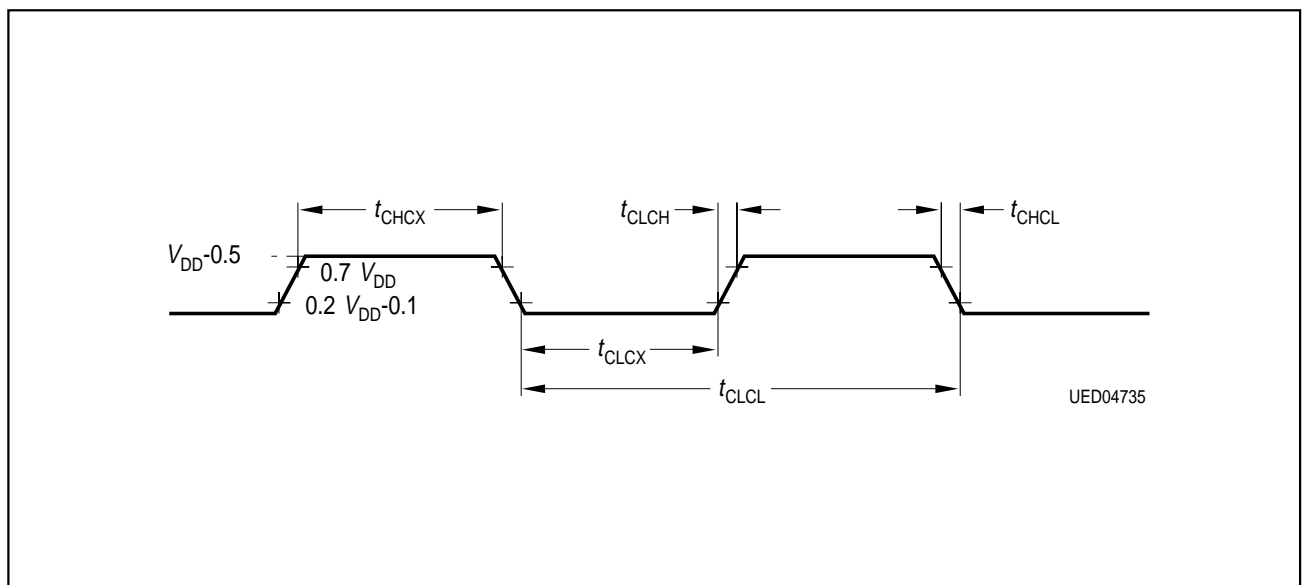 tCHCX
tCLCH
tCHCL
VDD-0.5
0.7 VDD
0.2 VDD-0.1
tCLCX
tCLCL
UED04735